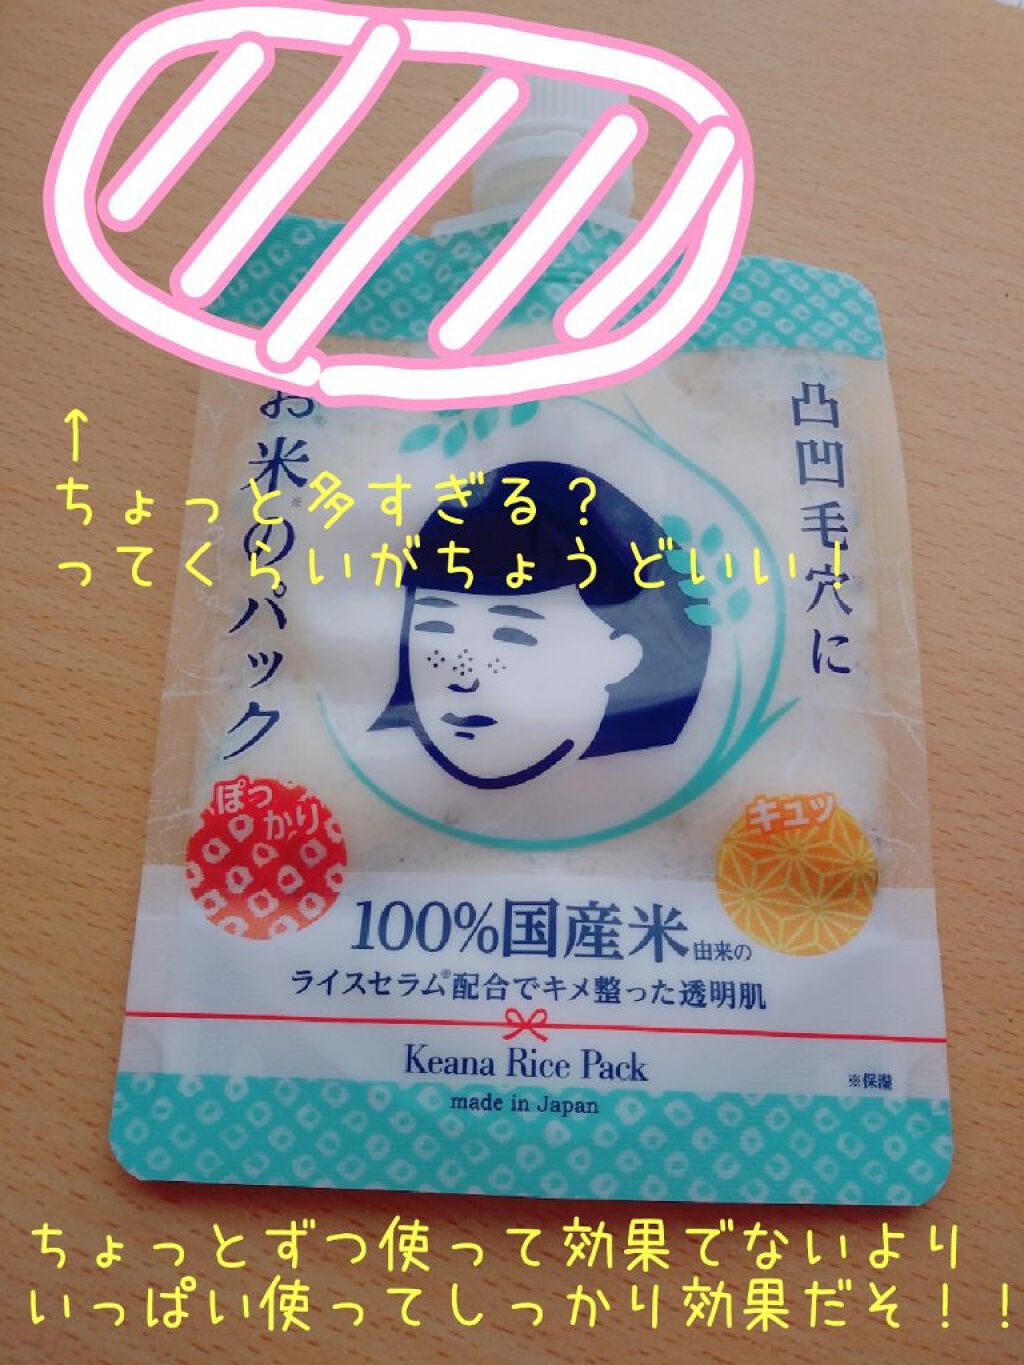 凸凹毛穴に
お米※のパック
↑
ちょっと多すぎる?
ってくらいがちょうどいい!
ぽっ
かり
キュッ
100%国産米由来の
ライスセラム®配合でキメ整った透明肌
Keana Rice Pack
※保湿
made in Japan
ちょっとずつ使って効果でないより
いっぱい使ってしっかり効果だそ!!